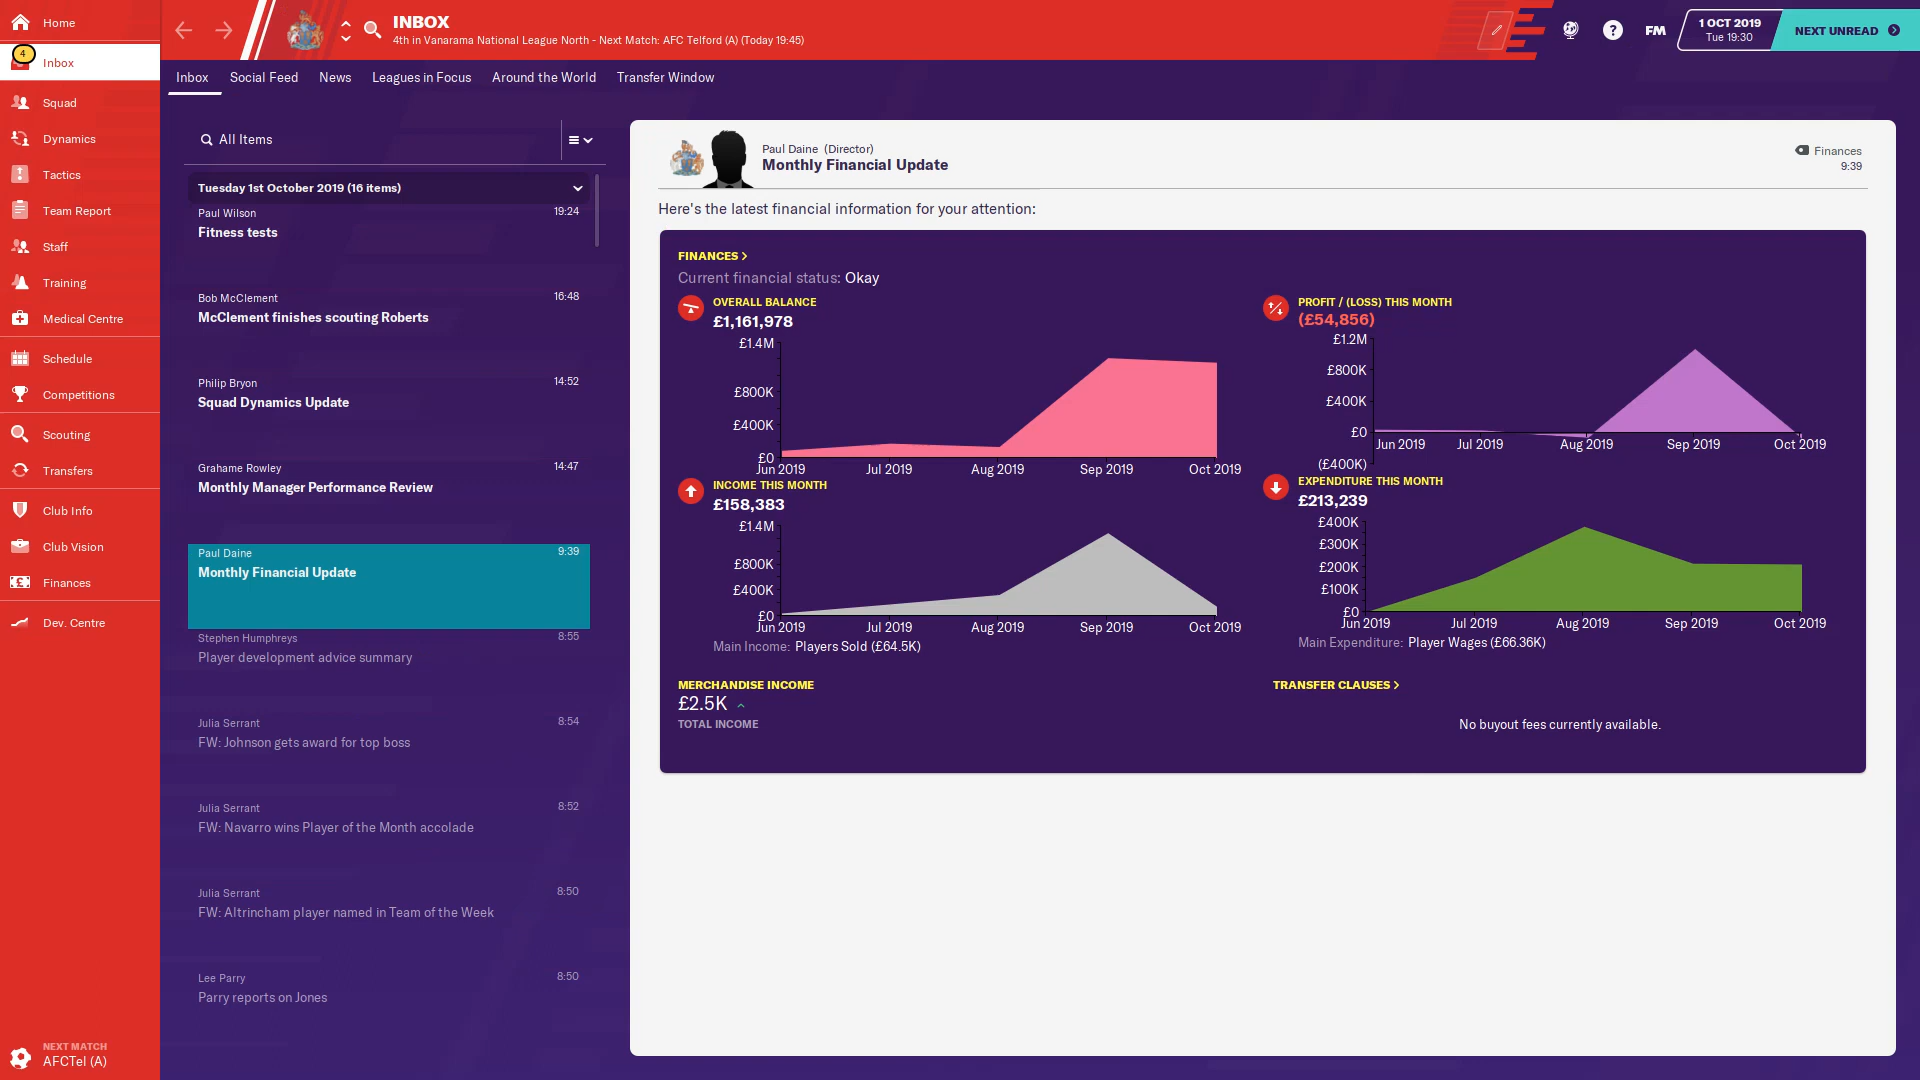 Home
4
Inbox
Squad
Dynamics
Tactics
Team Report
Staff
Training
Medical Centre
Schedule
Competitions
Scouting
Transfers
Club Info
Club Vision
Finances
Dev. Centre
NEXT MATCH
AFCTel (A)
INBOX
4th in Vanarama National League North - Next Match: AFC Telford (A) (Today 19:45)
?
FM
1 OCT 2019
Tue 19:30
NEXT UNREAD
Inbox Social Feed News Leagues in Focus Around the World Transfer Window
All Items
Tuesday 1st October 2019 (16 items)
Paul Wilson 19:24
Fitness tests
Bob McClement 16:48
McClement finishes scouting Roberts
Philip Bryon 14:52
Squad Dynamics Update
Grahame Rowley 14:47
Monthly Manager Performance Review
Paul Daine 9:39
Monthly Financial Update
Stephen Humphreys 8:55
Player development advice summary
Julia Serrant 8:54
FW: Johnson gets award for top boss
Julia Serrant 8:52
FW: Navarro wins Player of the Month accolade
Julia Serrant 8:50
FW: Altrincham player named in Team of the Week
Lee Parry 8:50
Parry reports on Jones
Paul Daine (Director)
Monthly Financial Update
Finances
9:39
Here's the latest financial information for your attention:
FINANCES >
Current financial status: Okay
OVERALL BALANCE
£1,161,978
£1.4M
£800K
£400K
£0
Jun 2019 Jul 2019 Aug 2019 Sep 2019 Oct 2019
PROFIT / (LOSS) THIS MONTH
(£54,856)
£1.2M
£800K
£400K
£0
Jun 2019 Jul 2019 Aug 2019 Sep 2019 Oct 2019
(£400K)
INCOME THIS MONTH
£158,383
£1.4M
£800K
£400K
£0
Jun 2019 Jul 2019 Aug 2019 Sep 2019 Oct 2019
Main Income: Players Sold (£64.5K)
EXPENDITURE THIS MONTH
£213,239
£400K
£300K
£200K
£100K
£0
Jun 2019 Jul 2019 Aug 2019 Sep 2019 Oct 2019
Main Expenditure: Player Wages (£66.36K)
MERCHANDISE INCOME
£2.5K
TOTAL INCOME
TRANSFER CLAUSES >
No buyout fees currently available.